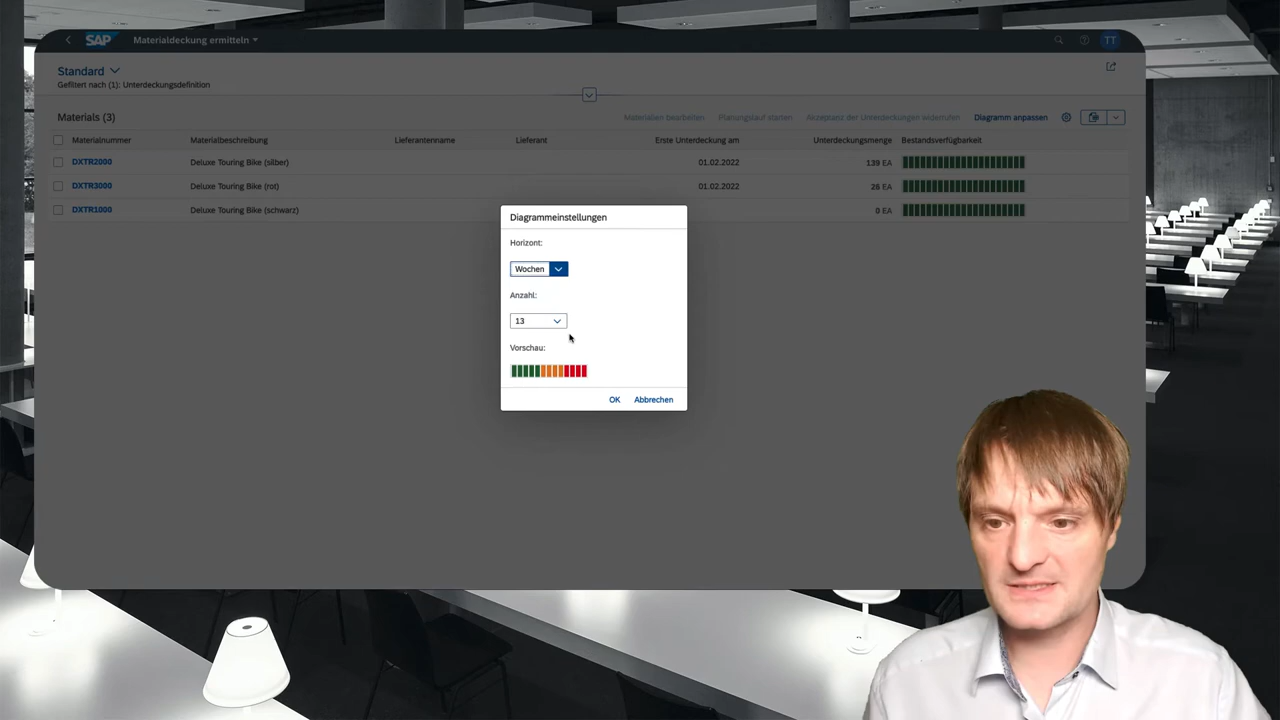 SAP Materialdeckung ermitteln TT
Standard
Gefiltert nach (1): Unterdeckungsdefinition
Materials (3) Materialien bearbeiten Planungslauf starten Akzeptanz der Unterdeckungen widerrufen Diagramm anpassen
Materialnummer Materialbeschreibung Lieferantenname Lieferant Erste Unterdeckung am Unterdeckungsmenge Bestandsverfügbarkeit
DXTR2000 Deluxe Touring Bike (silber) 01.02.2022 139 EA
DXTR3000 Deluxe Touring Bike (rot) 01.02.2022 26 EA
DXTR1000 Deluxe Touring Bike (schwarz) 0 EA
Diagrammeinstellungen
Horizont:
Wochen
Anzahl:
13
Vorschau:
OK Abbrechen